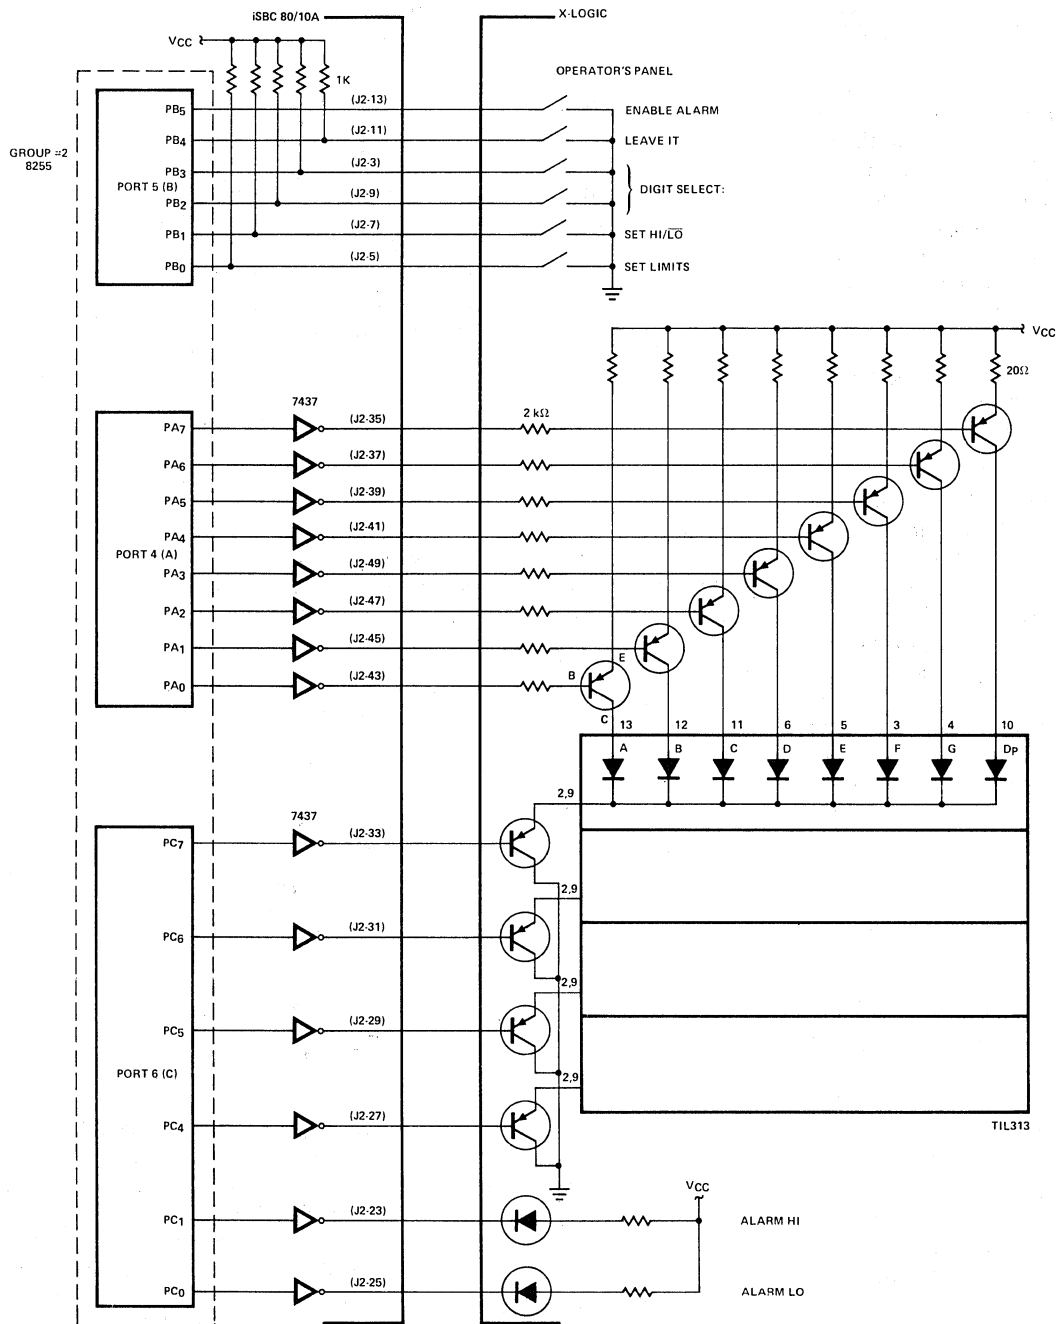 iSBC 80/10A
X-LOGIC
VCC
1K
OPERATOR'S PANEL
GROUP #2
8255
PORT 5 (B)
PB5
(J2-13)
ENABLE ALARM
PB4
(J2-11)
LEAVE IT
PB3
(J2-3)
DIGIT SELECT:
PB2
(J2-9)
PB1
(J2-7)
SET HI/L̅O̅
PB0
(J2-5)
SET LIMITS
VCC
20Ω
PORT 4 (A)
7437
2 kΩ
PA7
(J2-35)
PA6
(J2-37)
PA5
(J2-39)
PA4
(J2-41)
PA3
(J2-49)
PA2
(J2-47)
PA1
(J2-45)
PA0
(J2-43)
B
E
C
13 12 11 6 5 3 4 10
A B C D E F G DP
2,9
7437
PC7
(J2-33)
2,9
PC6
(J2-31)
2,9
PC5
(J2-29)
PORT 6 (C)
2,9
PC4
(J2-27)
TIL313
VCC
PC1
(J2-23)
ALARM HI
PC0
(J2-25)
ALARM LO